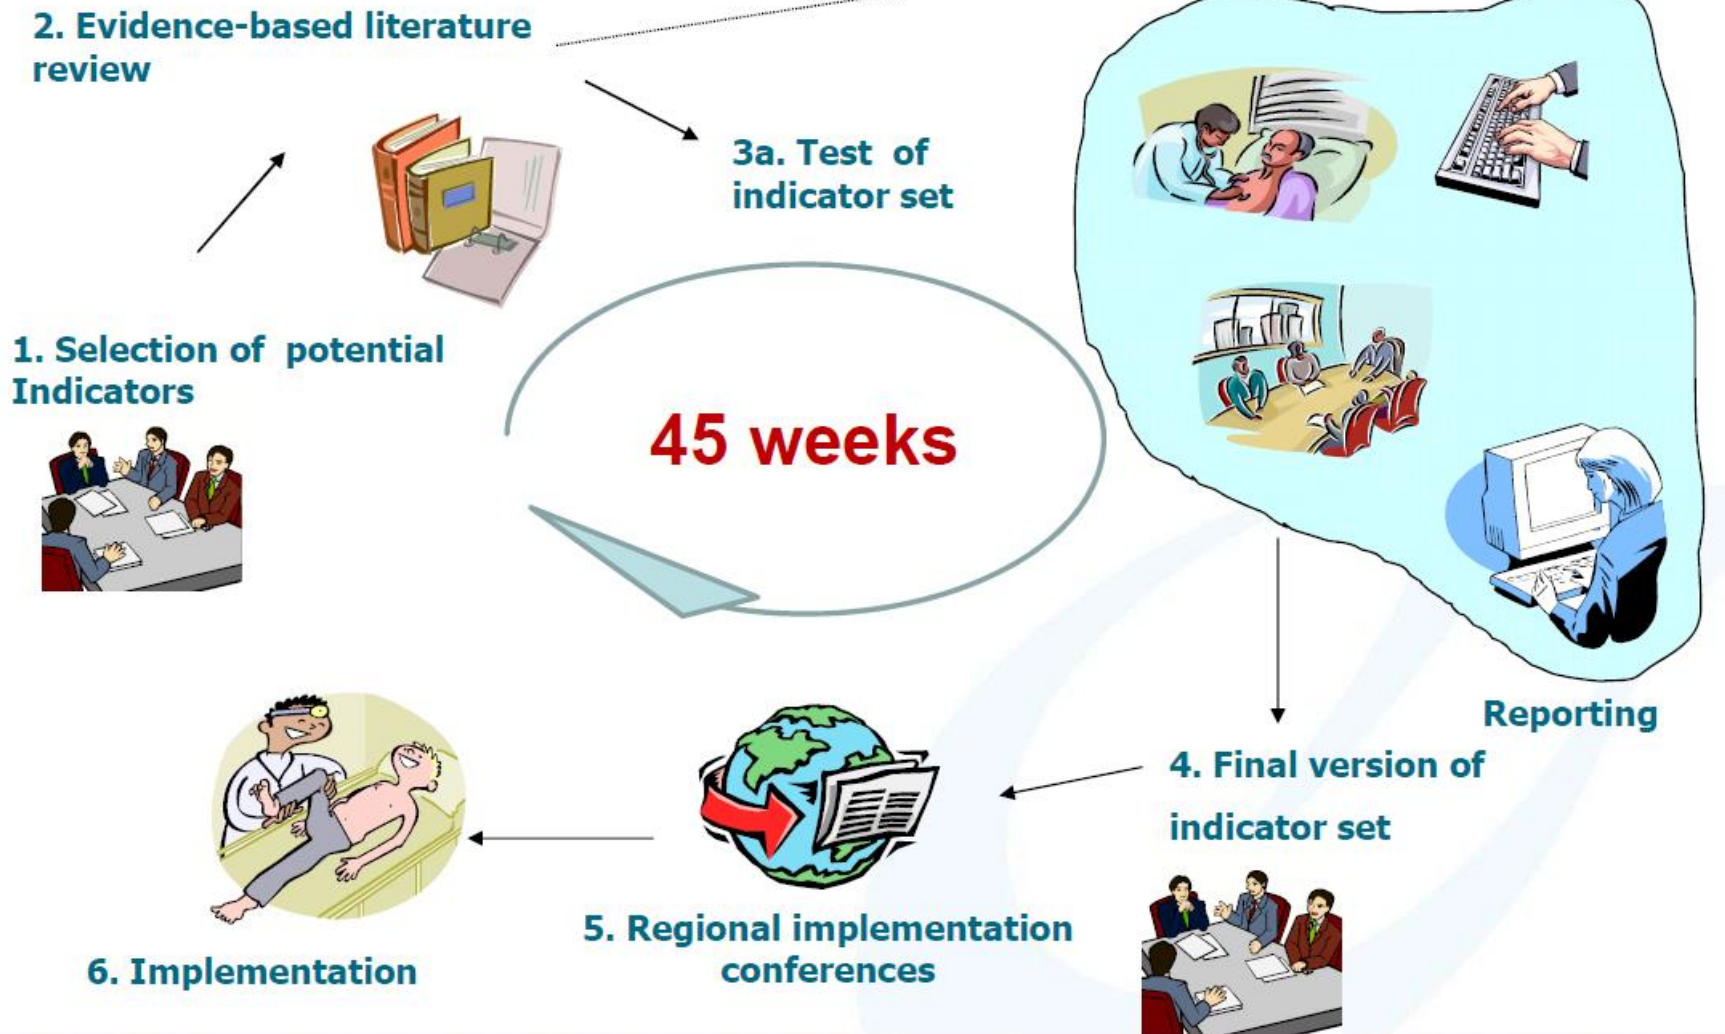 2. Evidence-based literature
review
3a. Test of
indicator set
1. Selection of potential
Indicators
45 weeks
Reporting
4. Final version of
indicator set
5. Regional implementation
conferences
6. Implementation